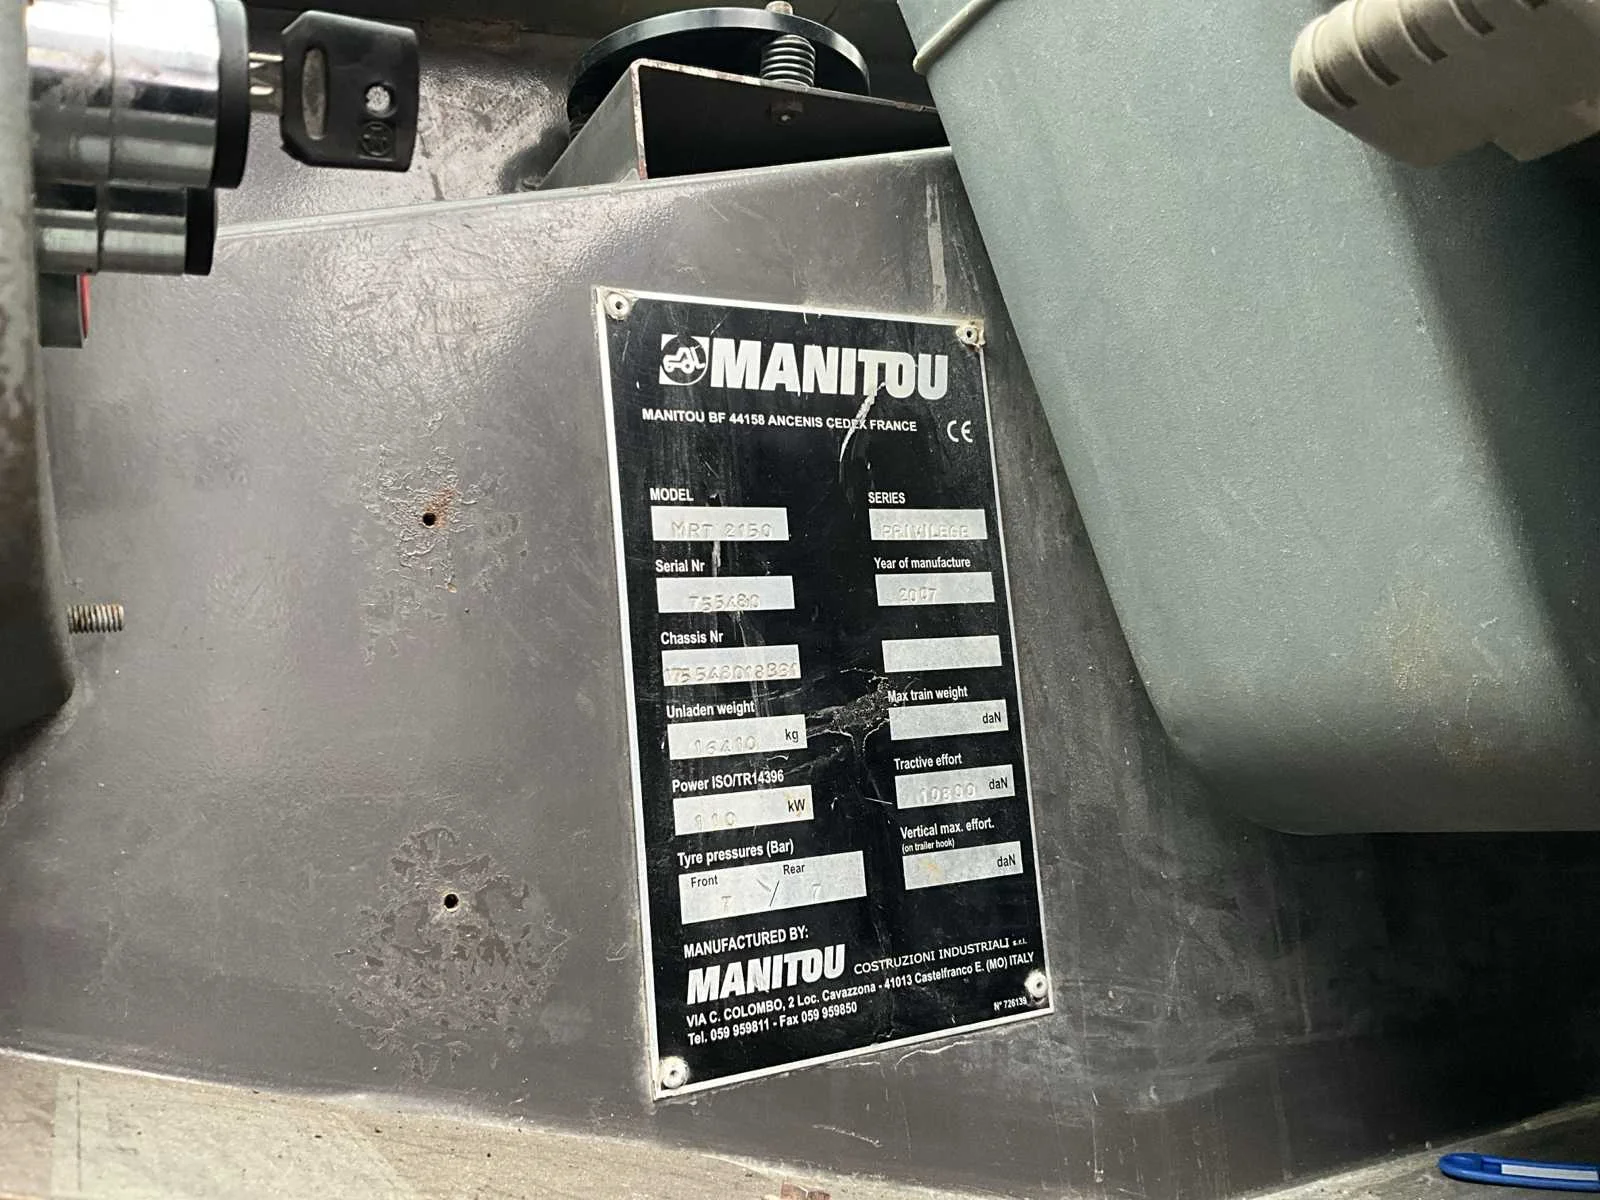 MANITOU
MANITOU BF 44158 ANCENIS CEDEX FRANCE
CE
MODEL
MRT 2150
SERIES
PRIVILEGE
Serial Nr
755480
Year of manufacture
2007
Chassis Nr
Unladen weight
16410 kg
Max train weight
daN
Power ISO/TR14396
110 kW
Tractive effort
daN
Tyre pressures (Bar)
Front Rear
7 / 7
Vertical max. effort.
(on trailer hook)
daN
MANUFACTURED BY:
MANITOU COSTRUZIONI INDUSTRIALI s.r.l.
VIA C. COLOMBO, 2 Loc. Cavazzona - 41013 Castelfranco E. (MO) ITALY
Tel. 059 959811 - Fax 059 959850
N° 726139